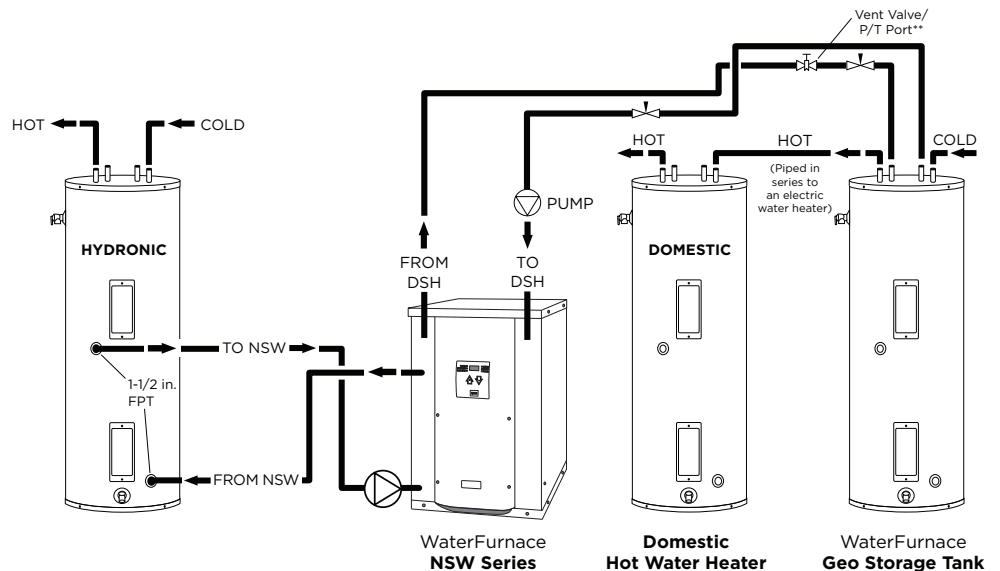 Vent Valve/
P/T Port**
HOT
COLD
HOT
HOT
COLD
(Piped in
series to
an electric
water heater)
PUMP
HYDRONIC
DOMESTIC
FROM
DSH
TO
DSH
TO NSW
1-1/2 in.
FPT
FROM NSW
WaterFurnace
NSW Series
Domestic
Hot Water Heater
WaterFurnace
Geo Storage Tank